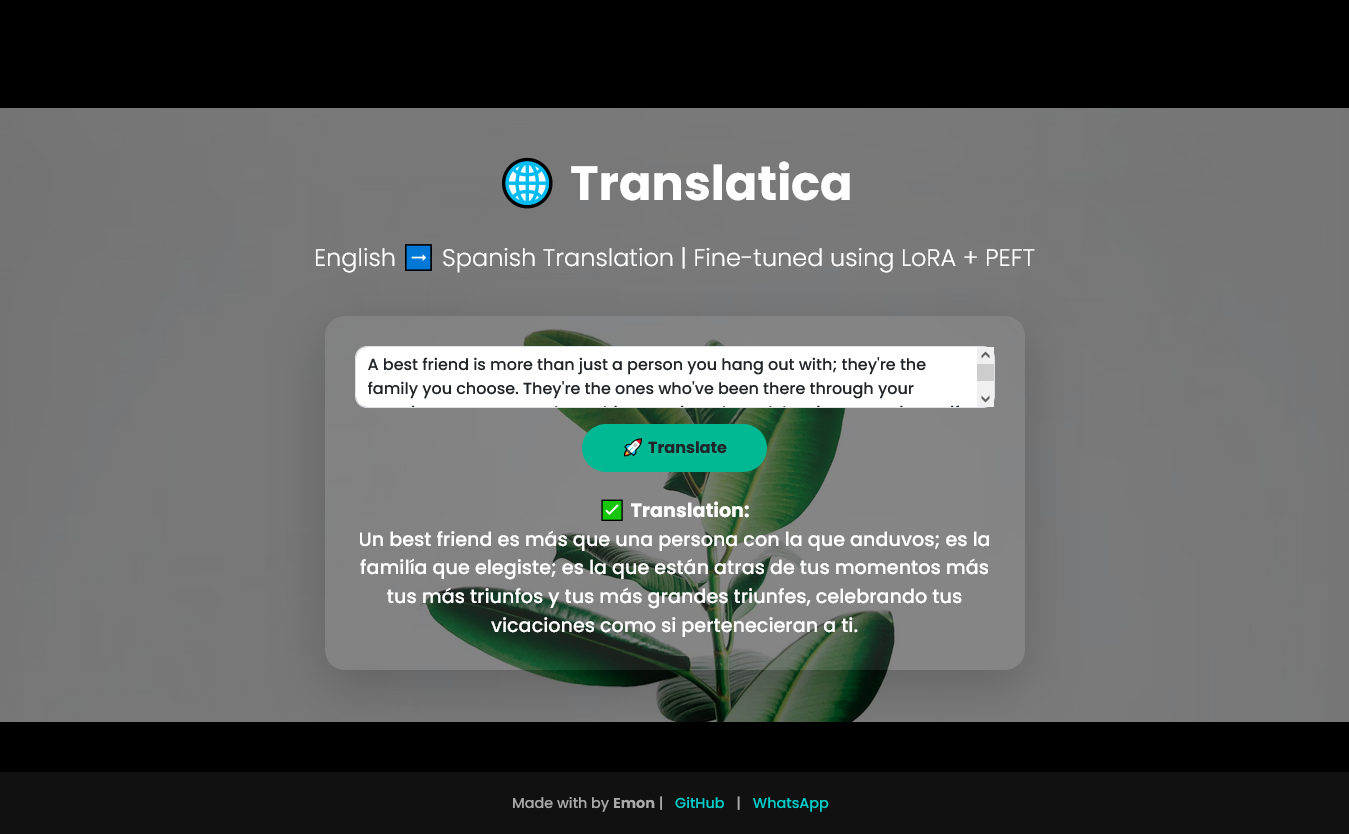 Translatica
English ➡ Spanish Translation | Fine-tuned using LoRA + PEFT
A best friend is more than just a person you hang out with; they're the
family you choose. They're the ones who've been there through your
🚀 Translate
✅ Translation:
Un best friend es más que una persona con la que anduvos; es la
familía que elegiste; es la que están atras de tus momentos más
tus más triunfos y tus más grandes triunfes, celebrando tus
vicaciones como si pertenecieran a ti.
Made with by Emon | GitHub | WhatsApp